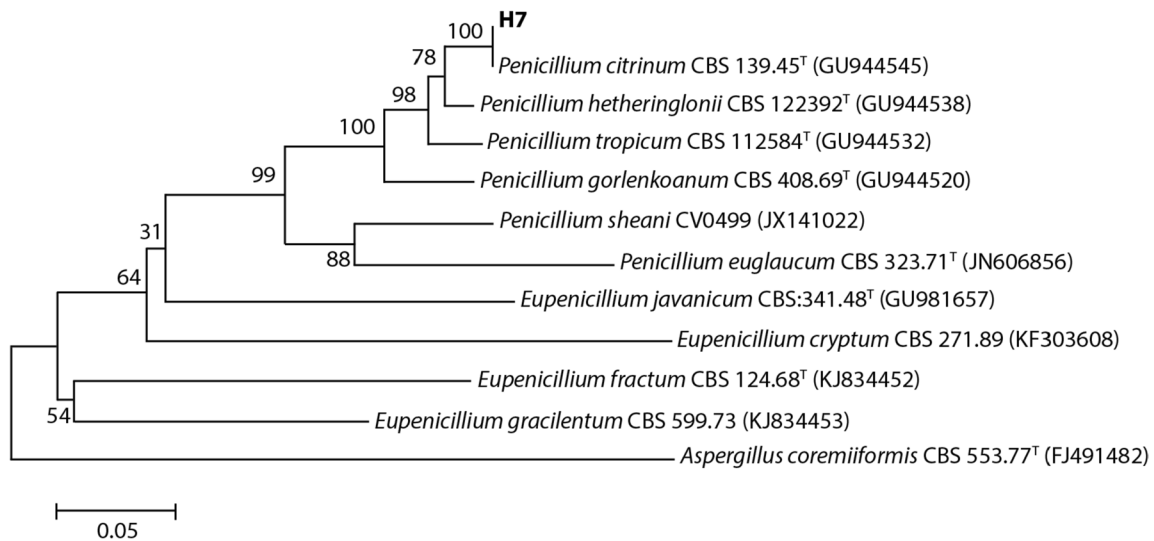 H7
100
Penicillium citrinum CBS 139.45ᵀ (GU944545)
78
98
Penicillium hetheringlonii CBS 122392ᵀ (GU944538)
100
Penicillium tropicum CBS 112584ᵀ (GU944532)
99
Penicillium gorlenkoanum CBS 408.69ᵀ (GU944520)
31
Penicillium sheani CV0499 (JX141022)
88
Penicillium euglaucum CBS 323.71ᵀ (JN606856)
64
Eupenicillium javanicum CBS:341.48ᵀ (GU981657)
Eupenicillium cryptum CBS 271.89 (KF303608)
Eupenicillium fractum CBS 124.68ᵀ (KJ834452)
54
Eupenicillium gracilentum CBS 599.73 (KJ834453)
Aspergillus coremiiformis CBS 553.77ᵀ (FJ491482)
0.05